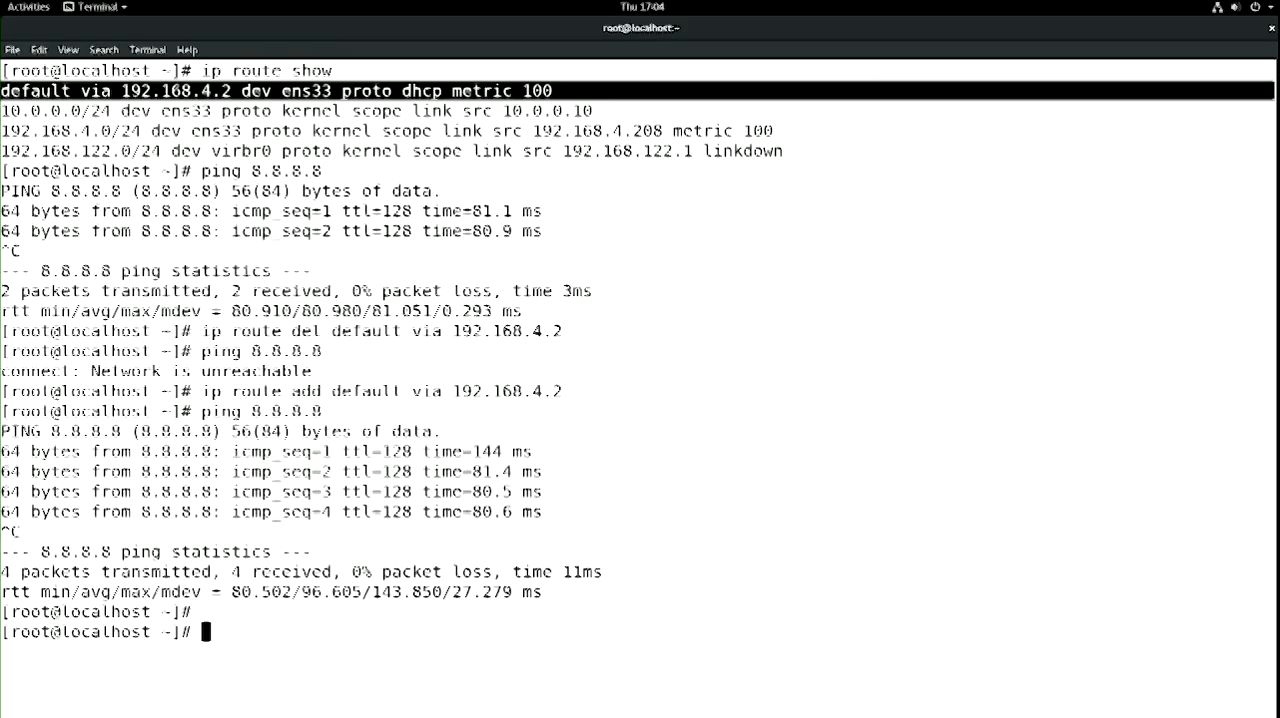 Activities Terminal Thu 17:04
root@localhost:~
File Edit View Search Terminal Help
[root@localhost ~]# ip route show
default via 192.168.4.2 dev ens33 proto dhcp metric 100
10.0.0.0/24 dev ens33 proto kernel scope link src 10.0.0.10
192.168.4.0/24 dev ens33 proto kernel scope link src 192.168.4.208 metric 100
192.168.122.0/24 dev virbr0 proto kernel scope link src 192.168.122.1 linkdown
[root@localhost ~]# ping 8.8.8.8
PING 8.8.8.8 (8.8.8.8) 56(84) bytes of data.
64 bytes from 8.8.8.8: icmp_seq=1 ttl=128 time=81.1 ms
64 bytes from 8.8.8.8: icmp_seq=2 ttl=128 time=80.9 ms
^C
--- 8.8.8.8 ping statistics ---
2 packets transmitted, 2 received, 0% packet loss, time 3ms
rtt min/avg/max/mdev = 80.910/80.980/81.051/0.293 ms
[root@localhost ~]# ip route del default via 192.168.4.2
[root@localhost ~]# ping 8.8.8.8
connect: Network is unreachable
[root@localhost ~]# ip route add default via 192.168.4.2
[root@localhost ~]# ping 8.8.8.8
PING 8.8.8.8 (8.8.8.8) 56(84) bytes of data.
64 bytes from 8.8.8.8: icmp_seq=1 ttl=128 time=144 ms
64 bytes from 8.8.8.8: icmp_seq=2 ttl=128 time=81.4 ms
64 bytes from 8.8.8.8: icmp_seq=3 ttl=128 time=80.5 ms
64 bytes from 8.8.8.8: icmp_seq=4 ttl=128 time=80.6 ms
^C
--- 8.8.8.8 ping statistics ---
4 packets transmitted, 4 received, 0% packet loss, time 11ms
rtt min/avg/max/mdev = 80.502/96.605/143.850/27.279 ms
[root@localhost ~]#
[root@localhost ~]#